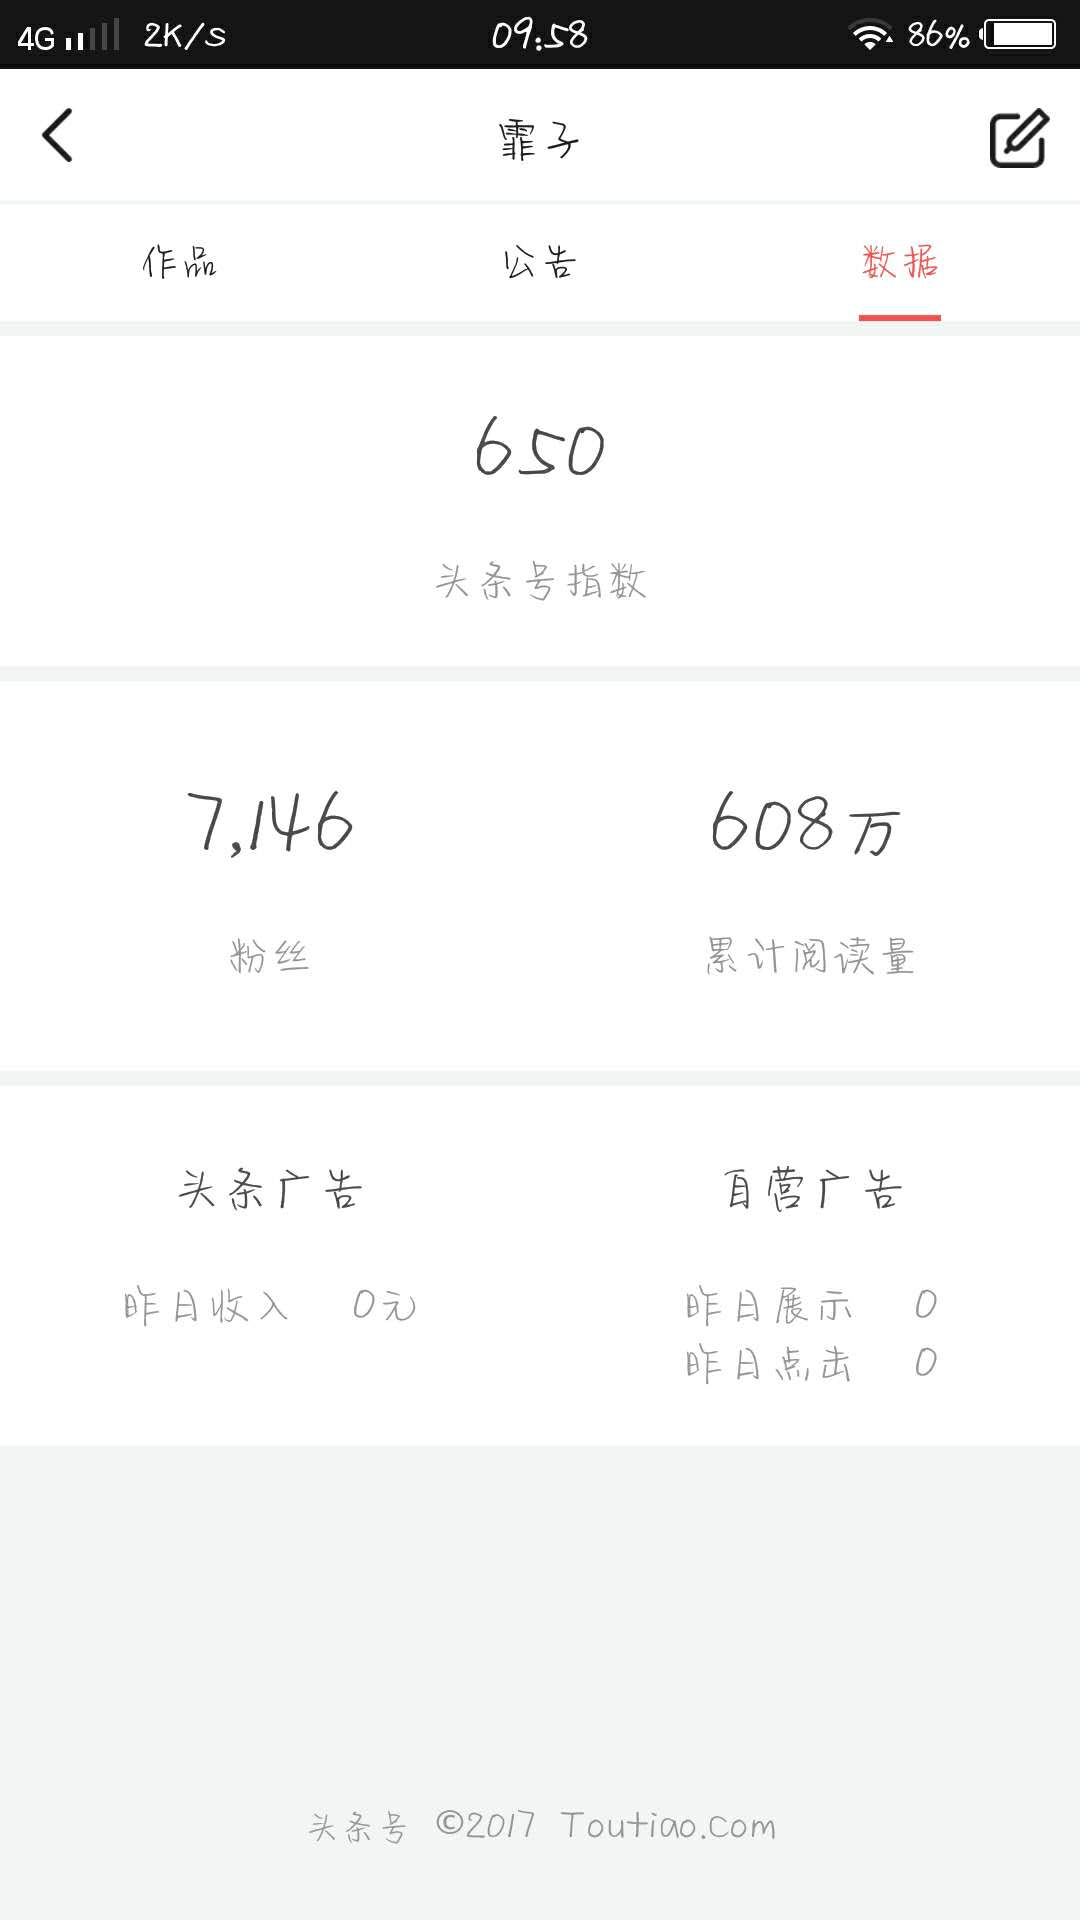 4G 2K/s 09:58 86%
霏子
作品 公告 数据
650
头条号指数
7,146 608万
粉丝 累计阅读量
头条广告 自营广告
昨日收入 0元 昨日展示 0
昨日点击 0
头条号 ©2017 Toutiao.com